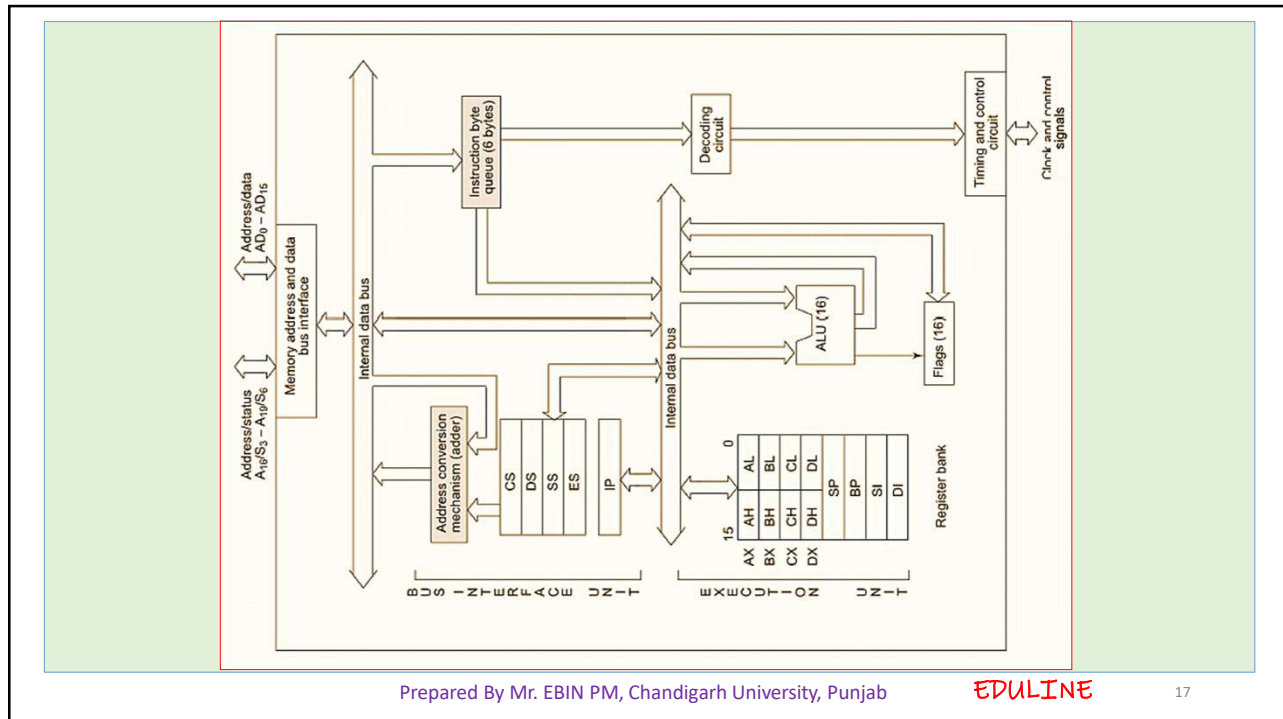 Address/status
A16/S3 – A19/S6
Address/data
AD0 – AD15
Memory address and data
bus interface
Internal data bus
Address conversion
mechanism (adder)
Instruction byte
queue (6 bytes)
CS
DS
SS
ES
IP
BUS INTERFACE UNIT
Internal data bus
Decoding
circuit
15
0
AX AH AL
BX BH BL
CX CH CL
DX DH DL
SP
BP
SI
DI
Register bank
EXECUTION UNIT
ALU (16)
Flags (16)
Timing and control
circuit
Clock and control
signals
Prepared By Mr. EBIN PM, Chandigarh University, Punjab
EDULINE
17